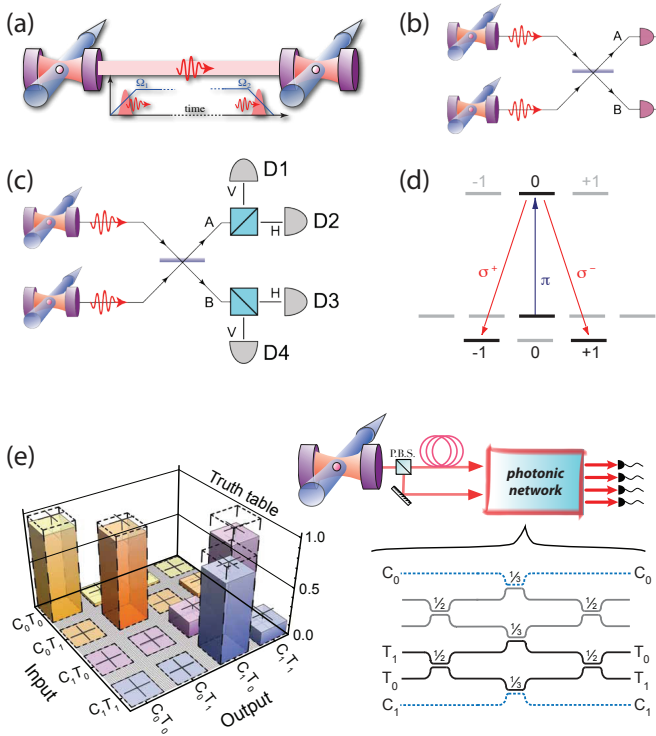 (a)
Ω₁
Ω₂
time
(b)
A
B
(c)
D1
V
A
H
D2
B
H
D3
V
D4
(d)
-1
0
+1
σ⁺
π
σ⁻
-1
0
+1
(e)
Truth table
1.0
0.5
0.0
C₀T₀
C₀T₁
C₁T₀
C₁T₁
Input
C₀T₀
C₀T₁
C₁T₀
C₁T₁
Output
P.B.S.
photonic
network
C₀
⅓
C₀
½
½
⅓
T₁
½
½
T₀
T₀
⅓
T₁
C₁
C₁